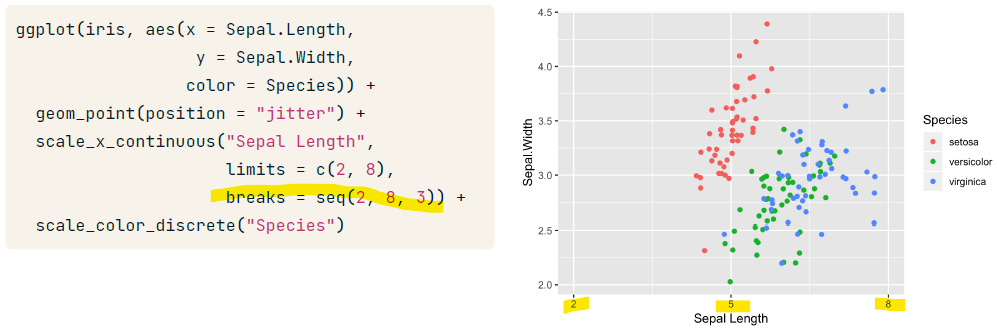 ggplot(iris, aes(x = Sepal.Length,
y = Sepal.Width,
color = Species)) +
geom_point(position = "jitter") +
scale_x_continuous("Sepal Length",
limits = c(2, 8),
breaks = seq(2, 8, 3)) +
scale_color_discrete("Species")
4.5
4.0
3.5
3.0
2.5
2.0
Sepal.Width
2 5 8
Sepal Length
Species
setosa
versicolor
virginica